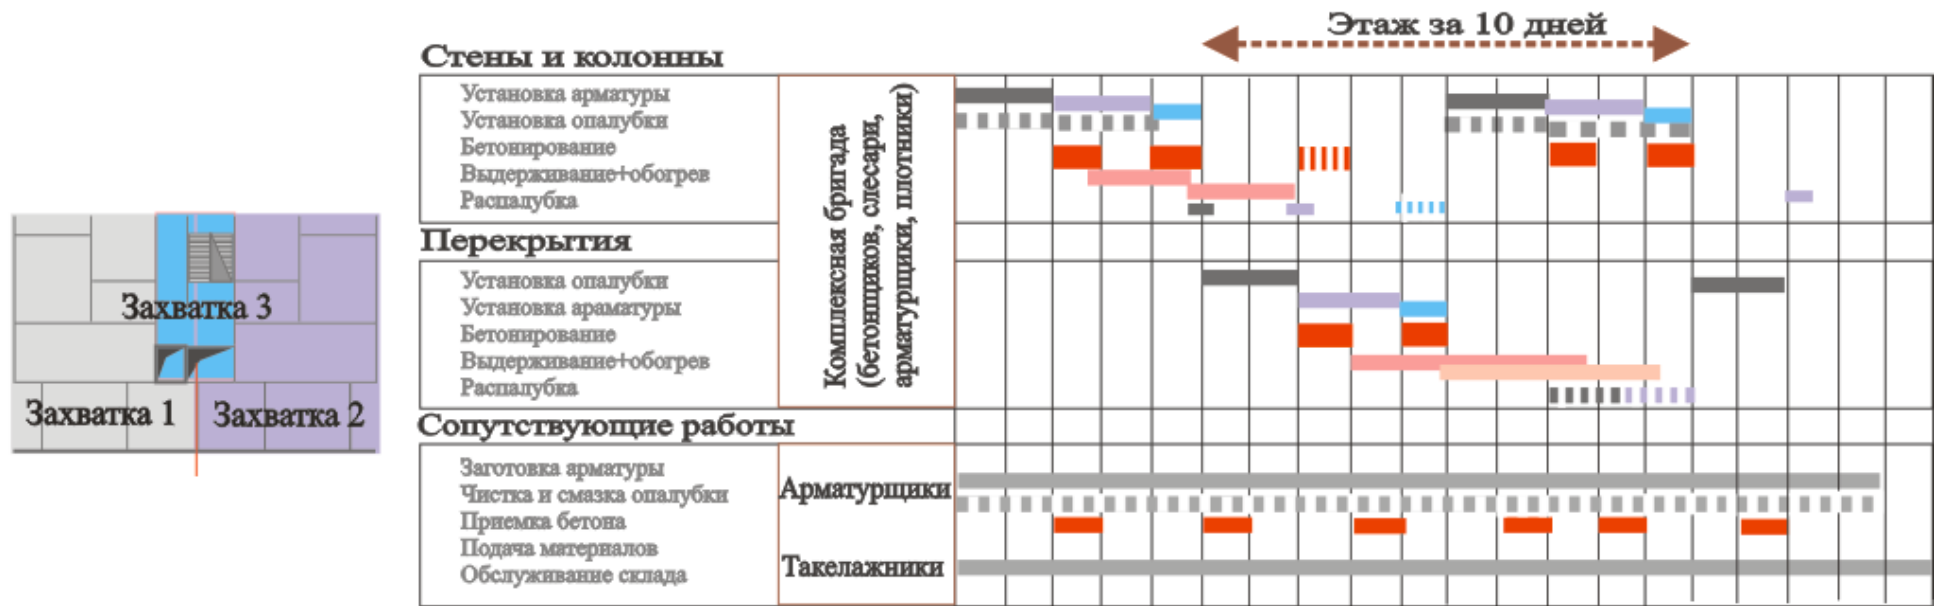 Этаж за 10 дней
Стены и колонны
Установка арматуры
Установка опалубки
Бетонирование
Выдерживание+обогрев
Распалубка
Комплексная бригада
(бетонщиков, слесари,
арматурщики, плотники)
Перекрытия
Установка опалубки
Установка араматуры
Бетонирование
Выдерживание+обогрев
Распалубка
Захватка 3
Захватка 1
Захватка 2
Сопутствующие работы
Заготовка арматуры
Чистка и смазка опалубки
Приемка бетона
Подача материалов
Обслуживание склада
Арматурщики
Такелажники